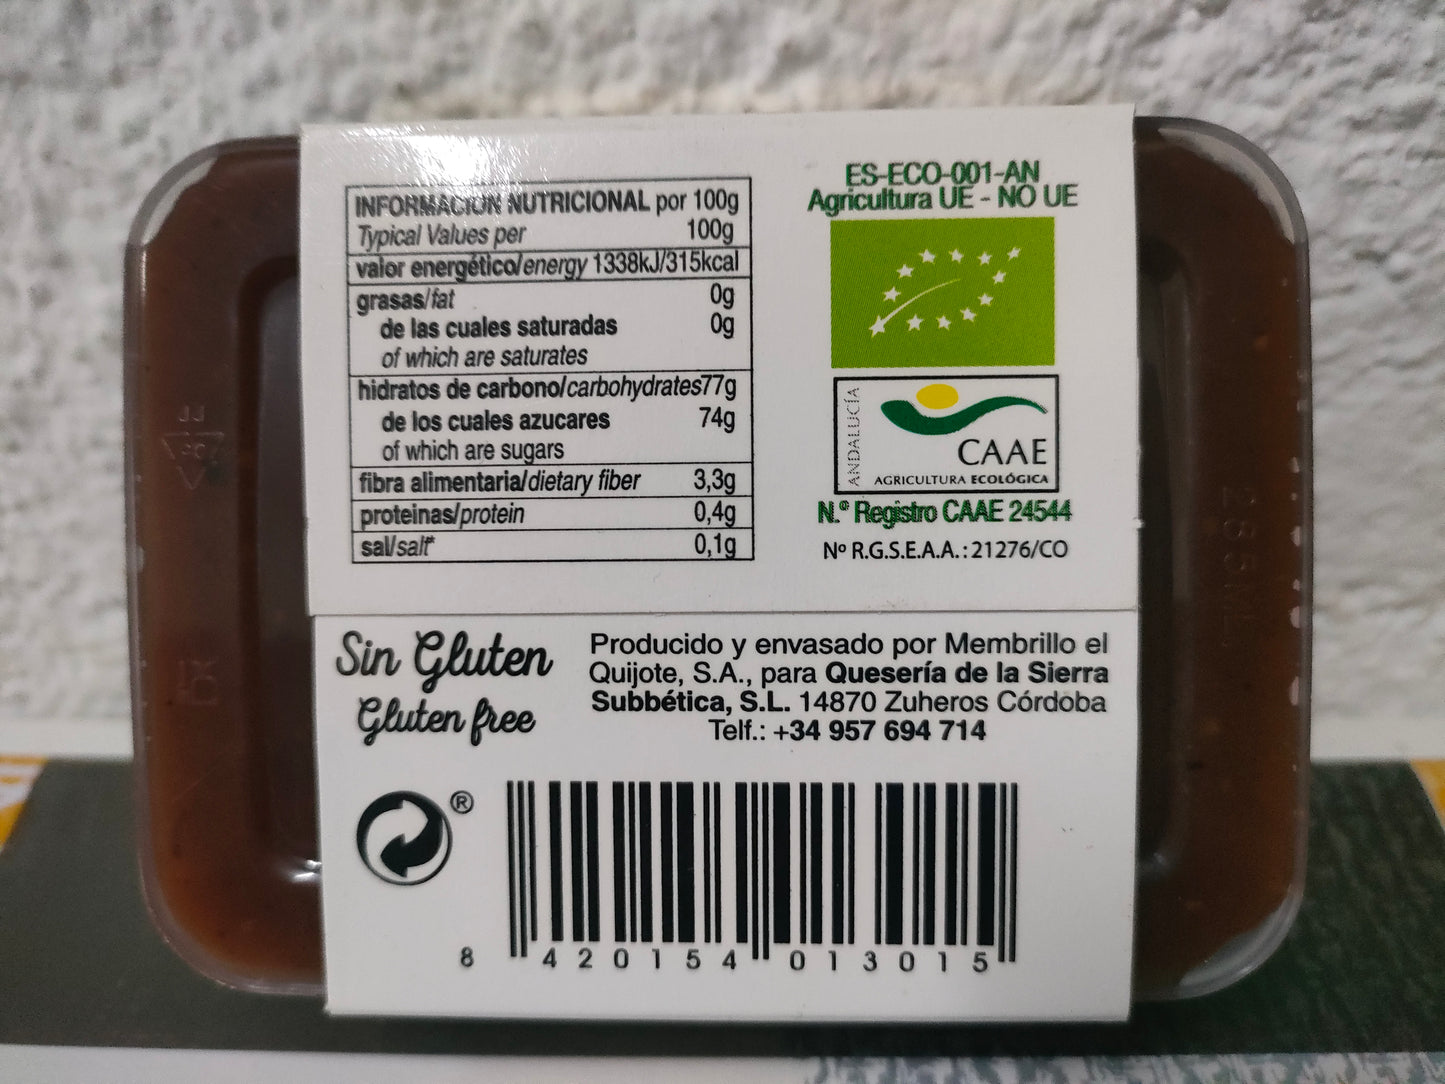 INFORMACIÓN NUTRICIONAL por 100g
Typical Values per 100g
valor energético/energy 1338kJ/315kcal
grasas/fat 0g
de las cuales saturadas 0g
of which are saturates
hidratos de carbono/carbohydrates 77g
de los cuales azucares 74g
of which are sugars
fibra alimentaria/dietary fiber 3,3g
proteinas/protein 0,4g
sal/salt* 0,1g
ES-ECO-001-AN
Agricultura UE - NO UE
ANDALUCÍA
CAAE
AGRICULTURA ECOLÓGICA
N.º Registro CAAE 24544
Nº R.G.S.E.A.A.: 21276/CO
Sin Gluten
Gluten free
Producido y envasado por Membrillo el
Quijote, S.A., para Quesería de la Sierra
Subbética, S.L. 14870 Zuheros Córdoba
Telf.: +34 957 694 714
®
8 420154 013015